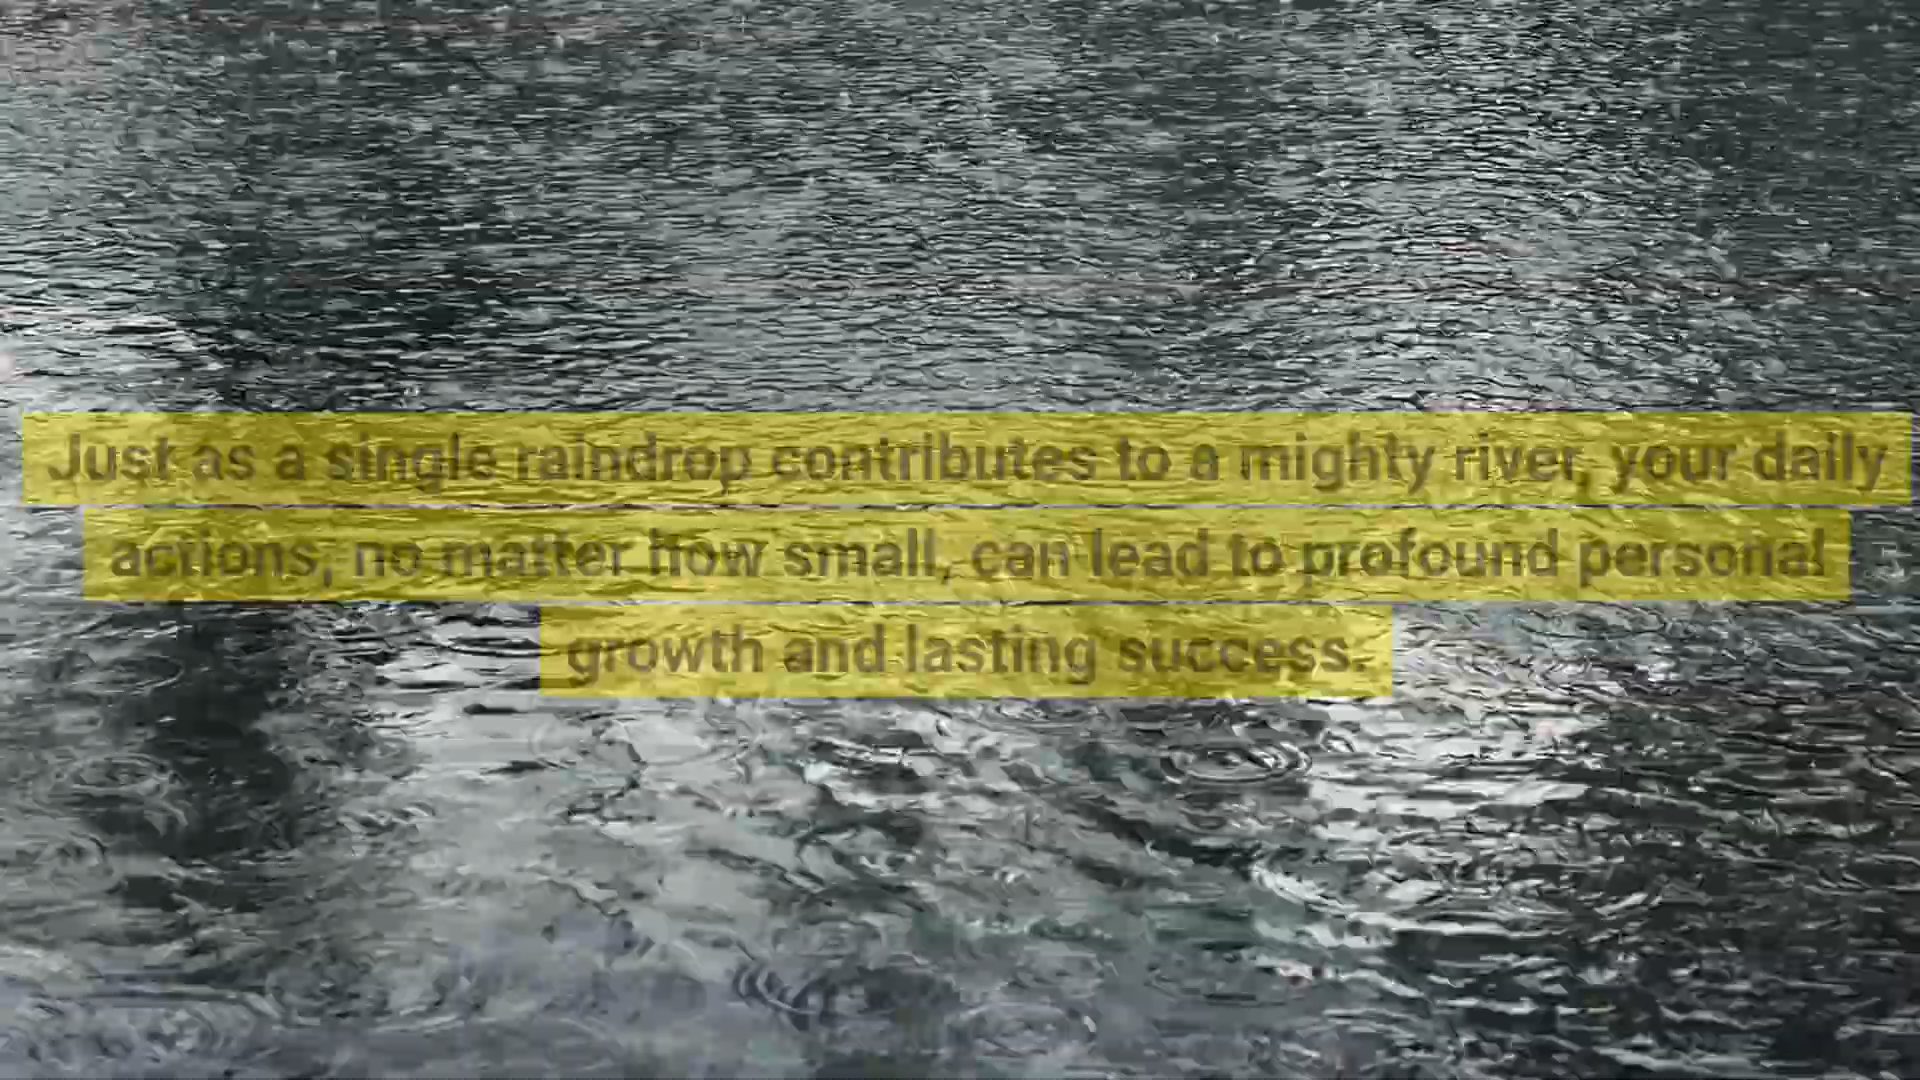 Just as a single raindrop contributes to a mighty river, your daily
actions, no matter how small, can lead to profound personal
growth and lasting success.